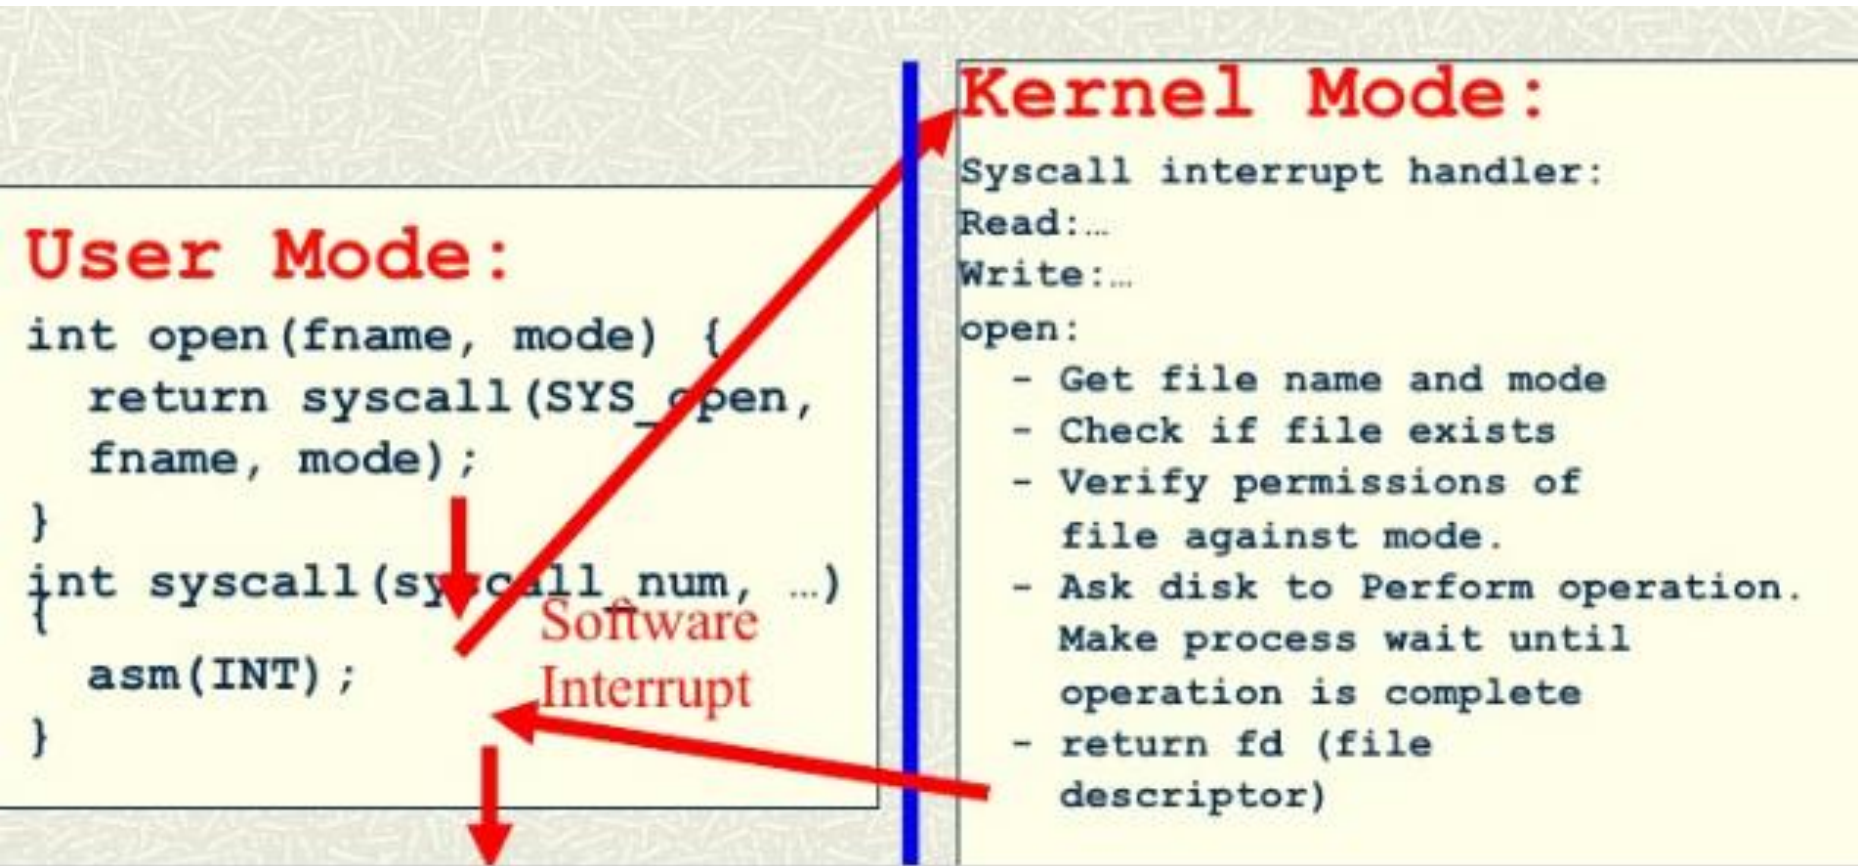 User Mode:
int open(fname, mode) {
return syscall(SYS_open,
fname, mode);
}
int syscall(syscall_num, …)
{
asm(INT);
}
Software
Interrupt
Kernel Mode:
Syscall interrupt handler:
Read:…
Write:…
open:
- Get file name and mode
- Check if file exists
- Verify permissions of
file against mode.
- Ask disk to Perform operation.
Make process wait until
operation is complete
- return fd (file
descriptor)